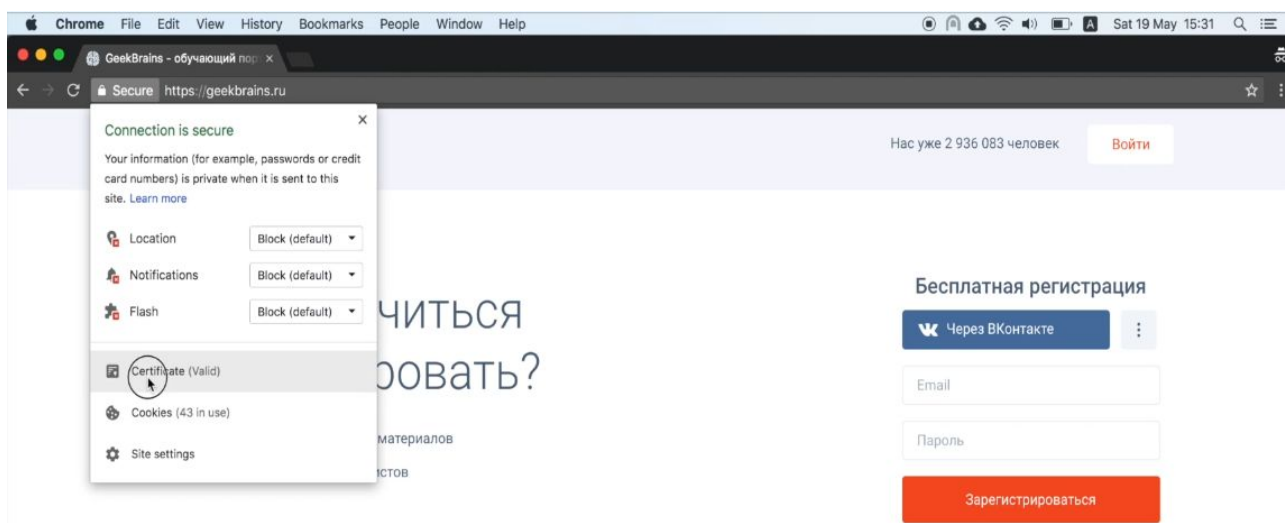 Chrome File Edit View History Bookmarks People Window Help Sat 19 May 15:31
GeekBrains - обучающий пор
Secure https://geekbrains.ru
Connection is secure
Your information (for example, passwords or credit
card numbers) is private when it is sent to this
site. Learn more
Location Block (default)
Notifications Block (default)
Flash Block (default)
Certificate (Valid)
Cookies (43 in use)
Site settings
Нас уже 2 936 083 человек Войти
читься
ровать?
материалов
истов
Бесплатная регистрация
Через ВКонтакте
Email
Пароль
Зарегистрироваться